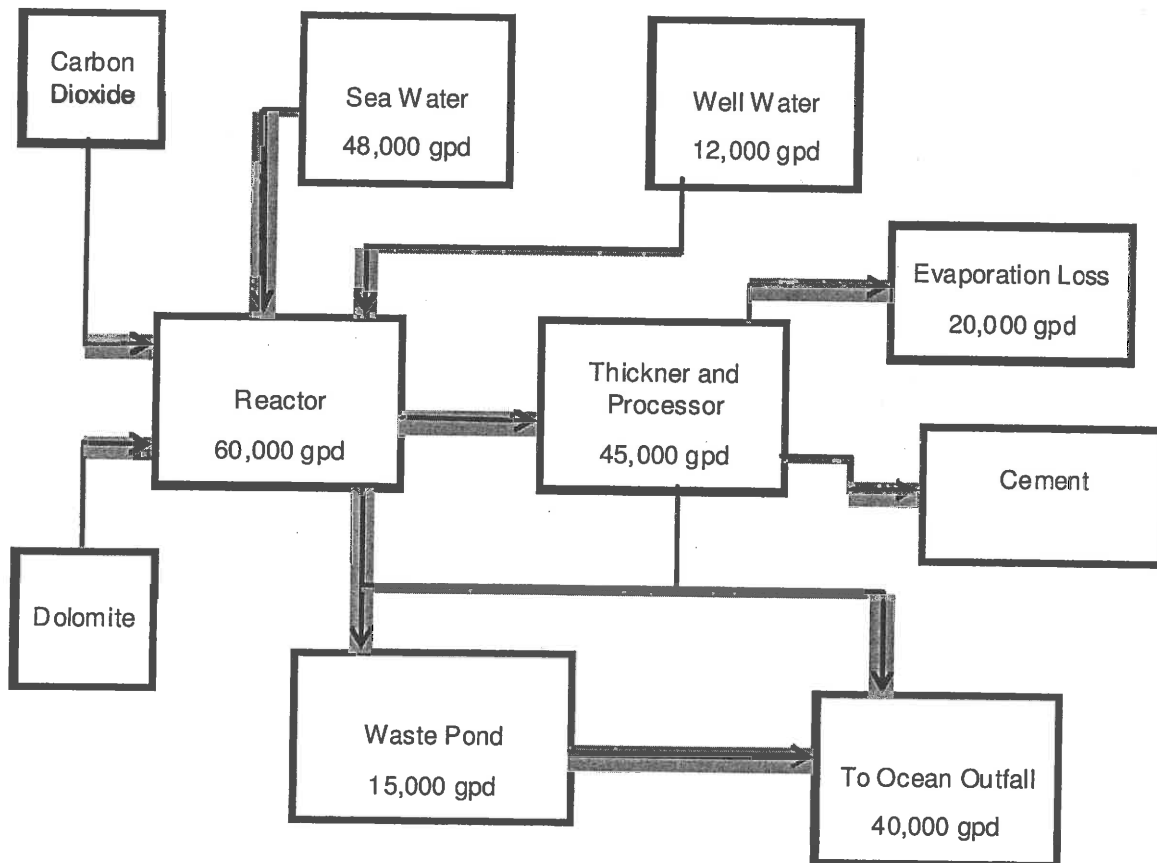 Carbon
Dioxide
Sea Water
48,000 gpd
Well Water
12,000 gpd
Evaporation Loss
20,000 gpd
Reactor
60,000 gpd
Thickner and
Processor
45,000 gpd
Cement
Dolomite
Waste Pond
15,000 gpd
To Ocean Outfall
40,000 gpd